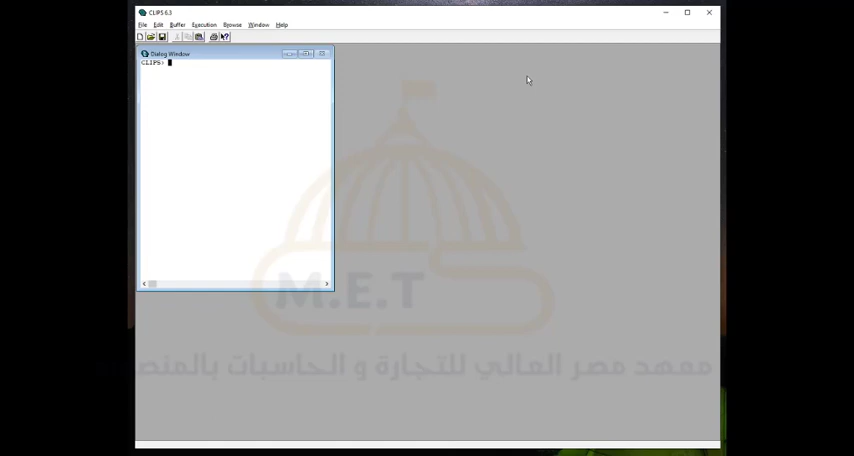 CLIPS 6.3
File Edit Buffer Execution Browse Window Help
Dialog Window
CLIPS>
M.E.T
معهد مصر العالي للتجارة و الحاسبات بالمنصورة